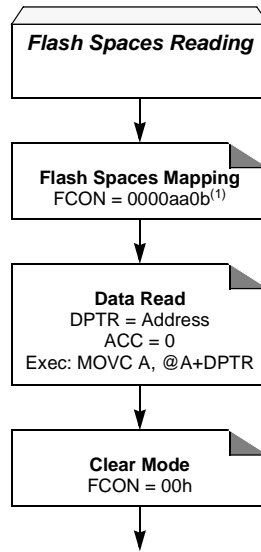 Flash Spaces Reading
Flash Spaces Mapping
FCON = 0000aa0b(1)
Data Read
DPTR = Address
ACC = 0
Exec: MOVC A, @A+DPTR
Clear Mode
FCON = 00h